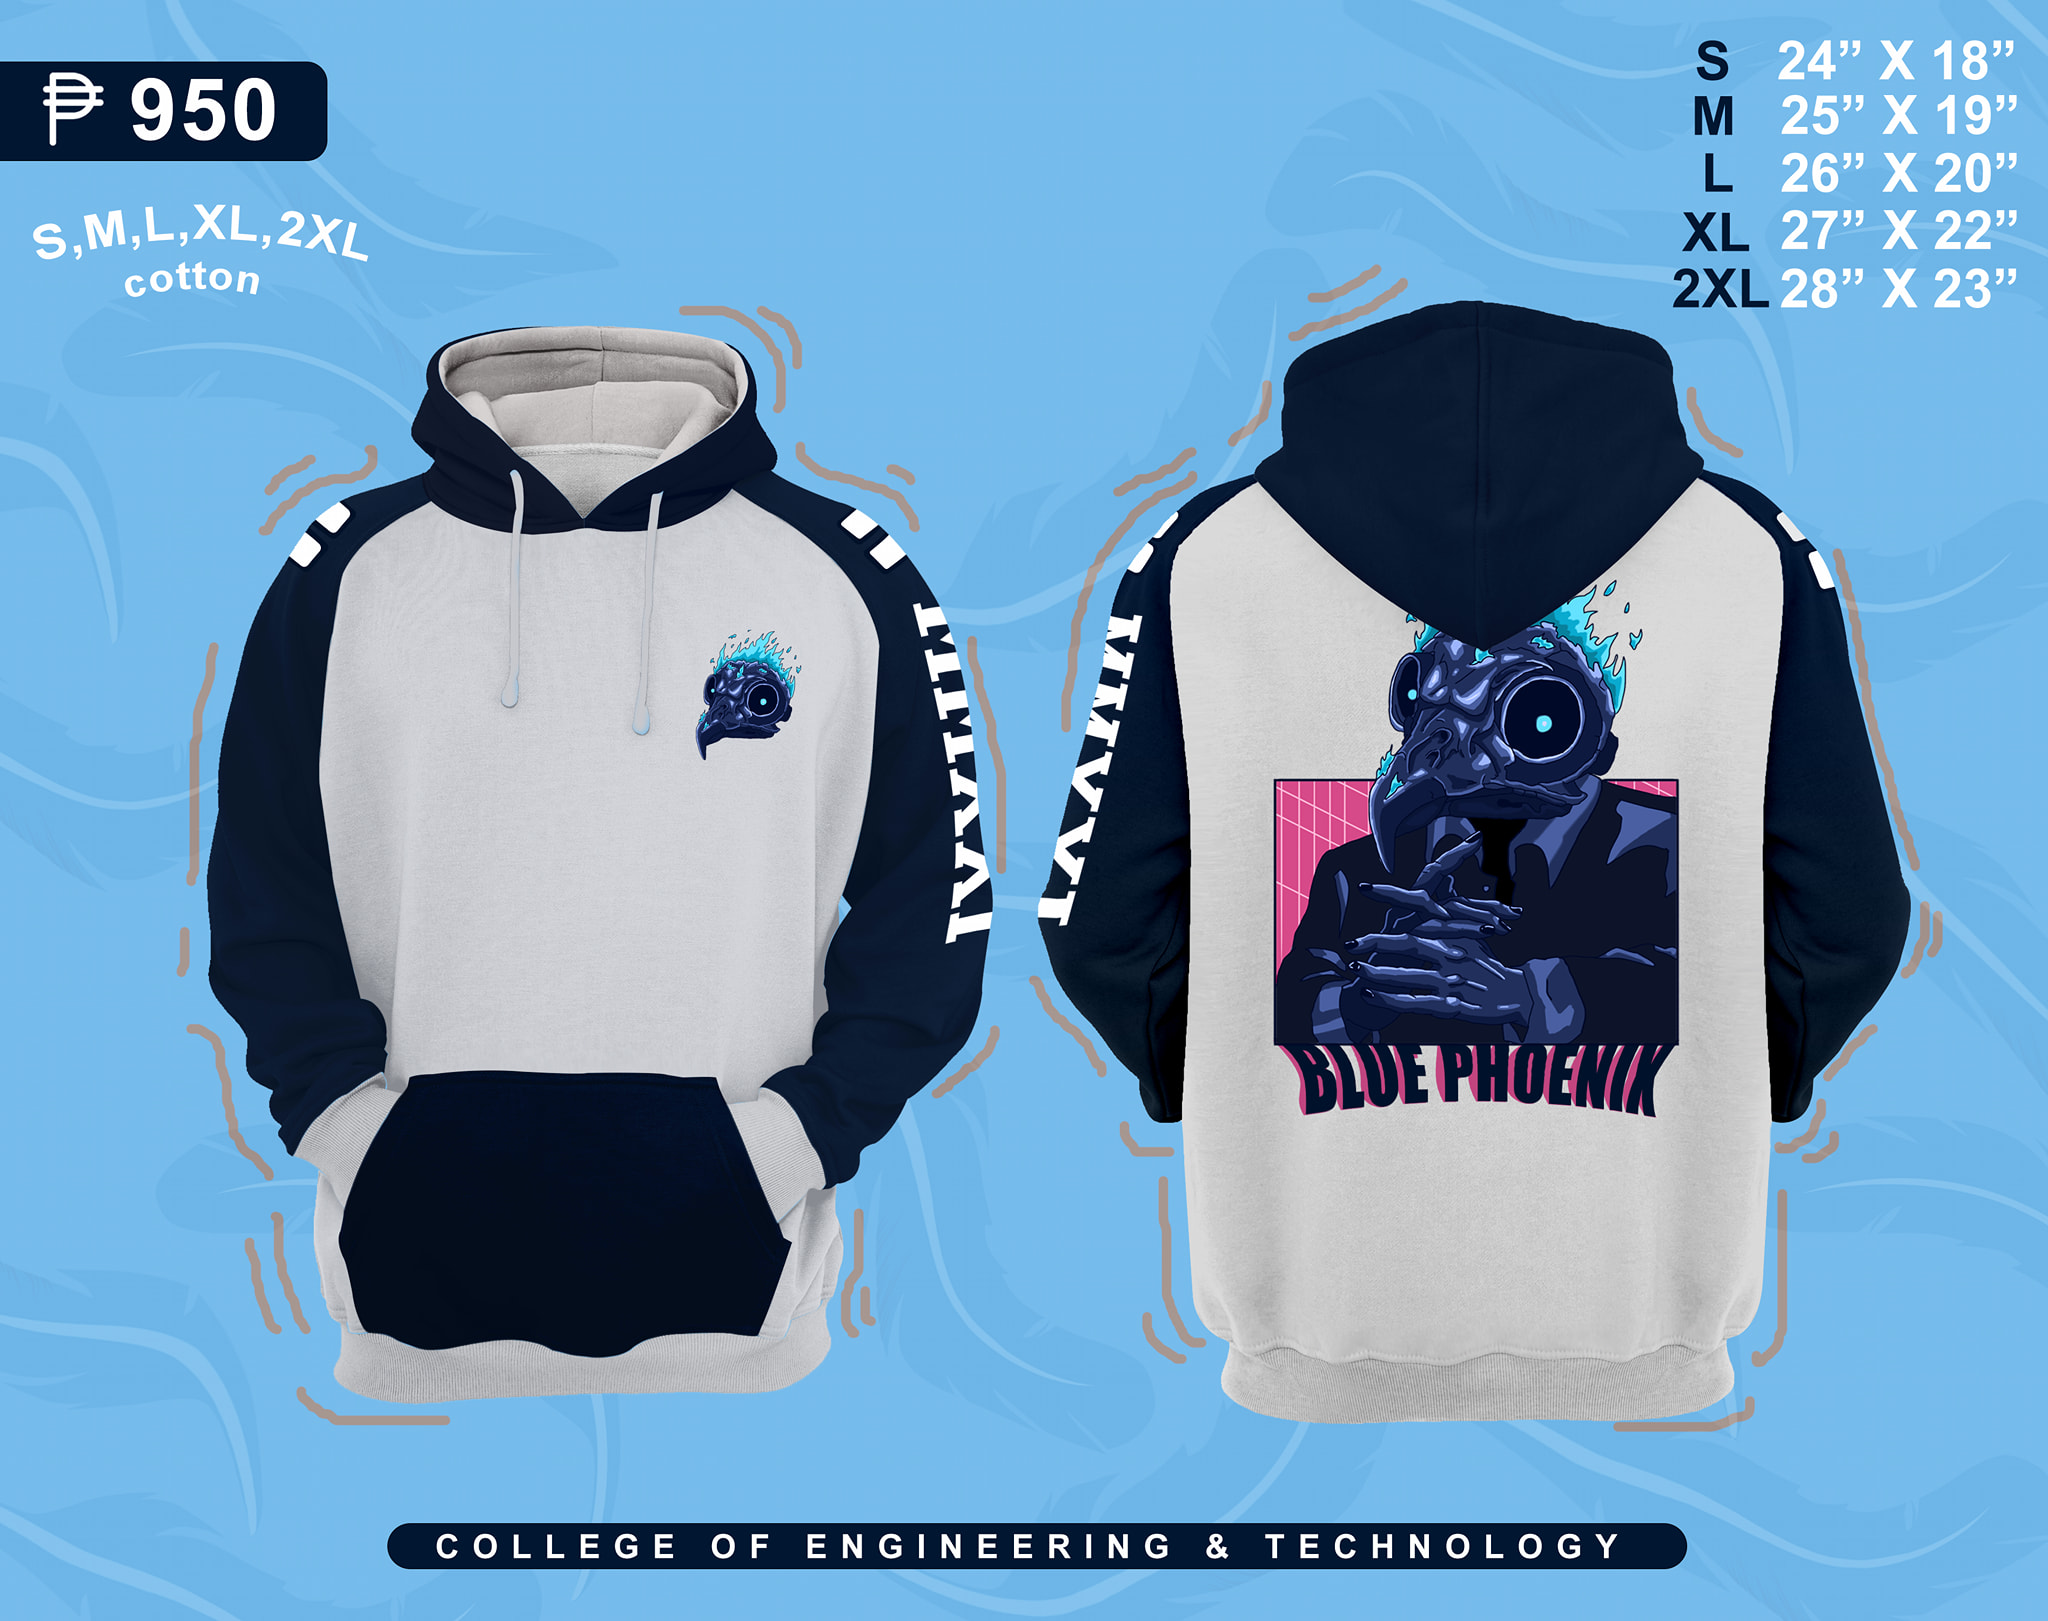 ₱ 950
S,M,L,XL,2XL
cotton
S 24” X 18”
M 25” X 19”
L 26” X 20”
XL 27” X 22”
2XL 28” X 23”
BLUE PHOENIX
COLLEGE OF ENGINEERING & TECHNOLOGY